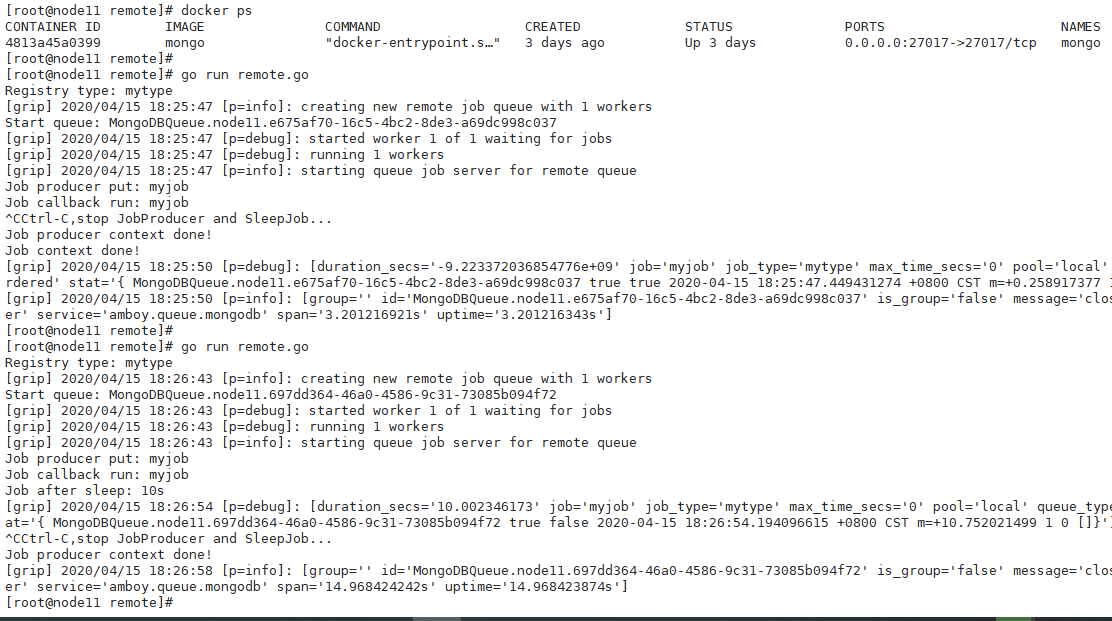 [root@node11 remote]# docker ps
CONTAINER ID        IMAGE               COMMAND                  CREATED             STATUS              PORTS                      NAMES
4813a45a0399        mongo               "docker-entrypoint.s…"   3 days ago          Up 3 days           0.0.0.0:27017->27017/tcp   mongo
[root@node11 remote]#
[root@node11 remote]# go run remote.go
Registry type: mytype
[grip] 2020/04/15 18:25:47 [p=info]: creating new remote job queue with 1 workers
Start queue: MongoDBQueue.node11.e675af70-16c5-4bc2-8de3-a69dc998c037
[grip] 2020/04/15 18:25:47 [p=debug]: started worker 1 of 1 waiting for jobs
[grip] 2020/04/15 18:25:47 [p=debug]: running 1 workers
[grip] 2020/04/15 18:25:47 [p=info]: starting queue job server for remote queue
Job producer put: myjob
Job callback run: myjob
^CCtrl-C,stop JobProducer and SleepJob...
Job producer context done!
Job context done!
[grip] 2020/04/15 18:25:50 [p=debug]: [duration_secs='-9.223372036854776e+09' job='myjob' job_type='mytype' max_time_secs='0' pool='local'
rdered' stat='{ MongoDBQueue.node11.e675af70-16c5-4bc2-8de3-a69dc998c037 true true 2020-04-15 18:25:47.449431274 +0800 CST m=+0.258917377 1
[grip] 2020/04/15 18:25:50 [p=info]: [group='' id='MongoDBQueue.node11.e675af70-16c5-4bc2-8de3-a69dc998c037' is_group='false' message='clos
er' service='amboy.queue.mongodb' span='3.201216921s' uptime='3.201216343s']
[root@node11 remote]#
[root@node11 remote]# go run remote.go
Registry type: mytype
[grip] 2020/04/15 18:26:43 [p=info]: creating new remote job queue with 1 workers
Start queue: MongoDBQueue.node11.697dd364-46a0-4586-9c31-73085b094f72
[grip] 2020/04/15 18:26:43 [p=debug]: started worker 1 of 1 waiting for jobs
[grip] 2020/04/15 18:26:43 [p=debug]: running 1 workers
[grip] 2020/04/15 18:26:43 [p=info]: starting queue job server for remote queue
Job producer put: myjob
Job callback run: myjob
Job after sleep: 10s
[grip] 2020/04/15 18:26:54 [p=debug]: [duration_secs='10.002346173' job='myjob' job_type='mytype' max_time_secs='0' pool='local' queue_type
at='{ MongoDBQueue.node11.697dd364-46a0-4586-9c31-73085b094f72 true false 2020-04-15 18:26:54.194096615 +0800 CST m=+10.752021499 1 0 []}']
^CCtrl-C,stop JobProducer and SleepJob...
Job producer context done!
[grip] 2020/04/15 18:26:58 [p=info]: [group='' id='MongoDBQueue.node11.697dd364-46a0-4586-9c31-73085b094f72' is_group='false' message='clos
er' service='amboy.queue.mongodb' span='14.968424242s' uptime='14.968423874s']
[root@node11 remote]#